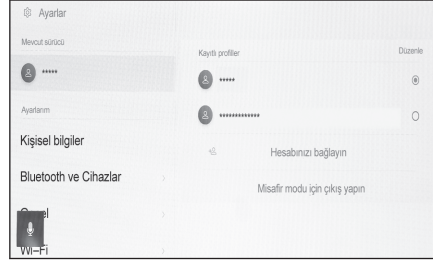 Ayarlar
Mevcut sürücü
*****
Ayarlarım
Kişisel bilgiler
Bluetooth ve Cihazlar
Wi-Fi
Kayıtlı profiller
Düzenle
*****
*************
Hesabınızı bağlayın
Misafir modu için çıkış yapın